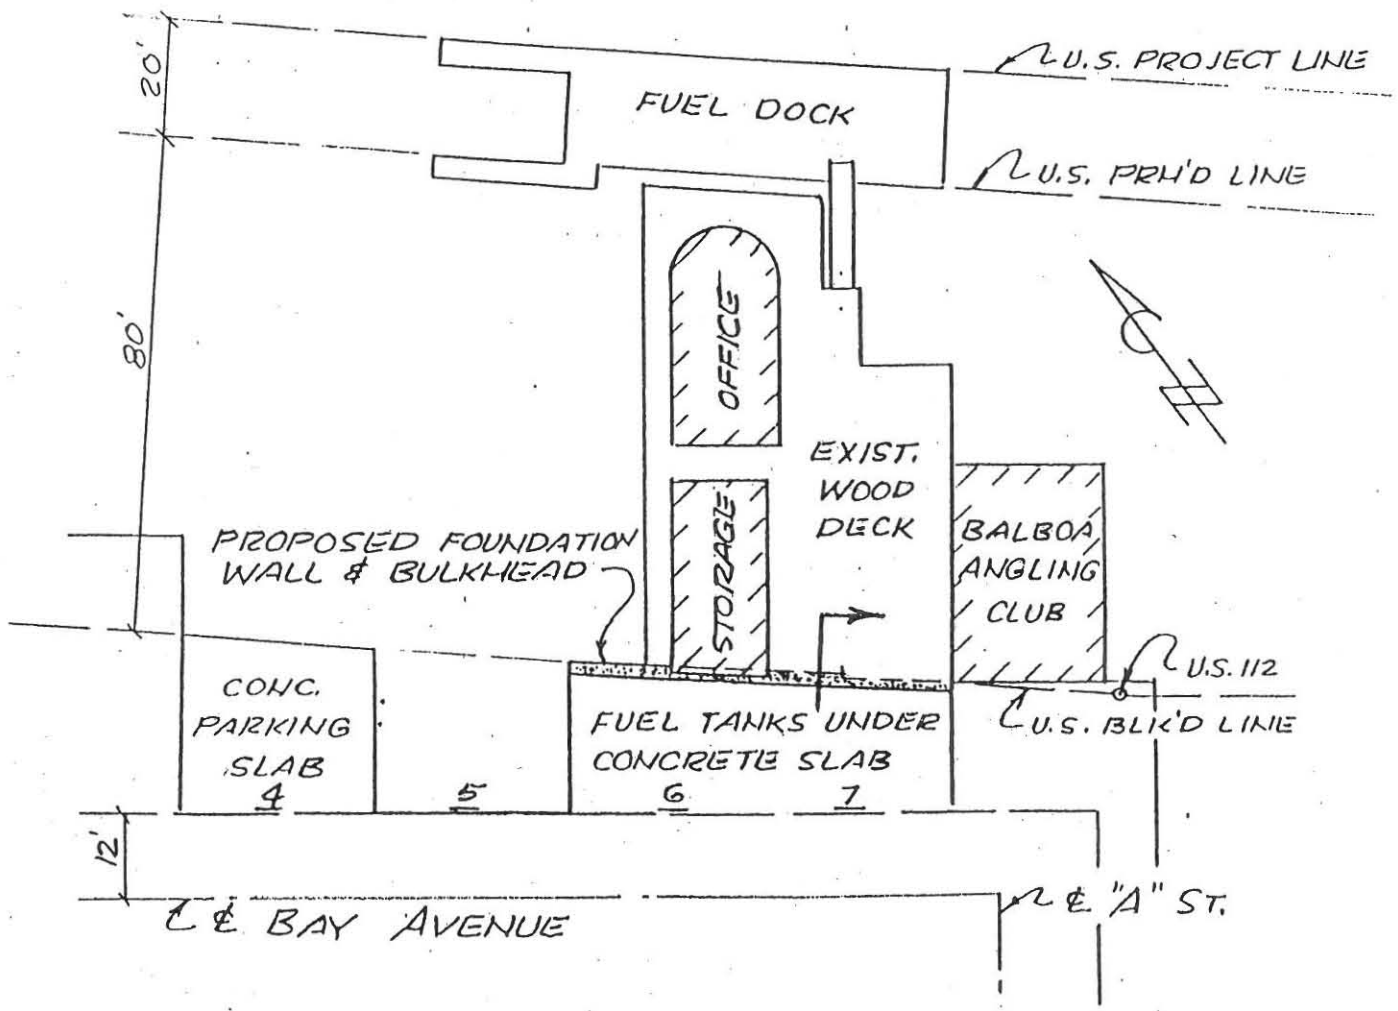 20'
U.S. PROJECT LINE
FUEL DOCK
U.S. PRH'D LINE
80'
OFFICE
EXIST.
WOOD
DECK
STORAGE
BALBOA
ANGLING
CLUB
PROPOSED FOUNDATION
WALL & BULKHEAD
U.S. 112
U.S. BLK'D LINE
CONC.
PARKING
SLAB
FUEL TANKS UNDER
CONCRETE SLAB
4
5
6
7
12'
℄ BAY AVENUE
℄ "A" ST.